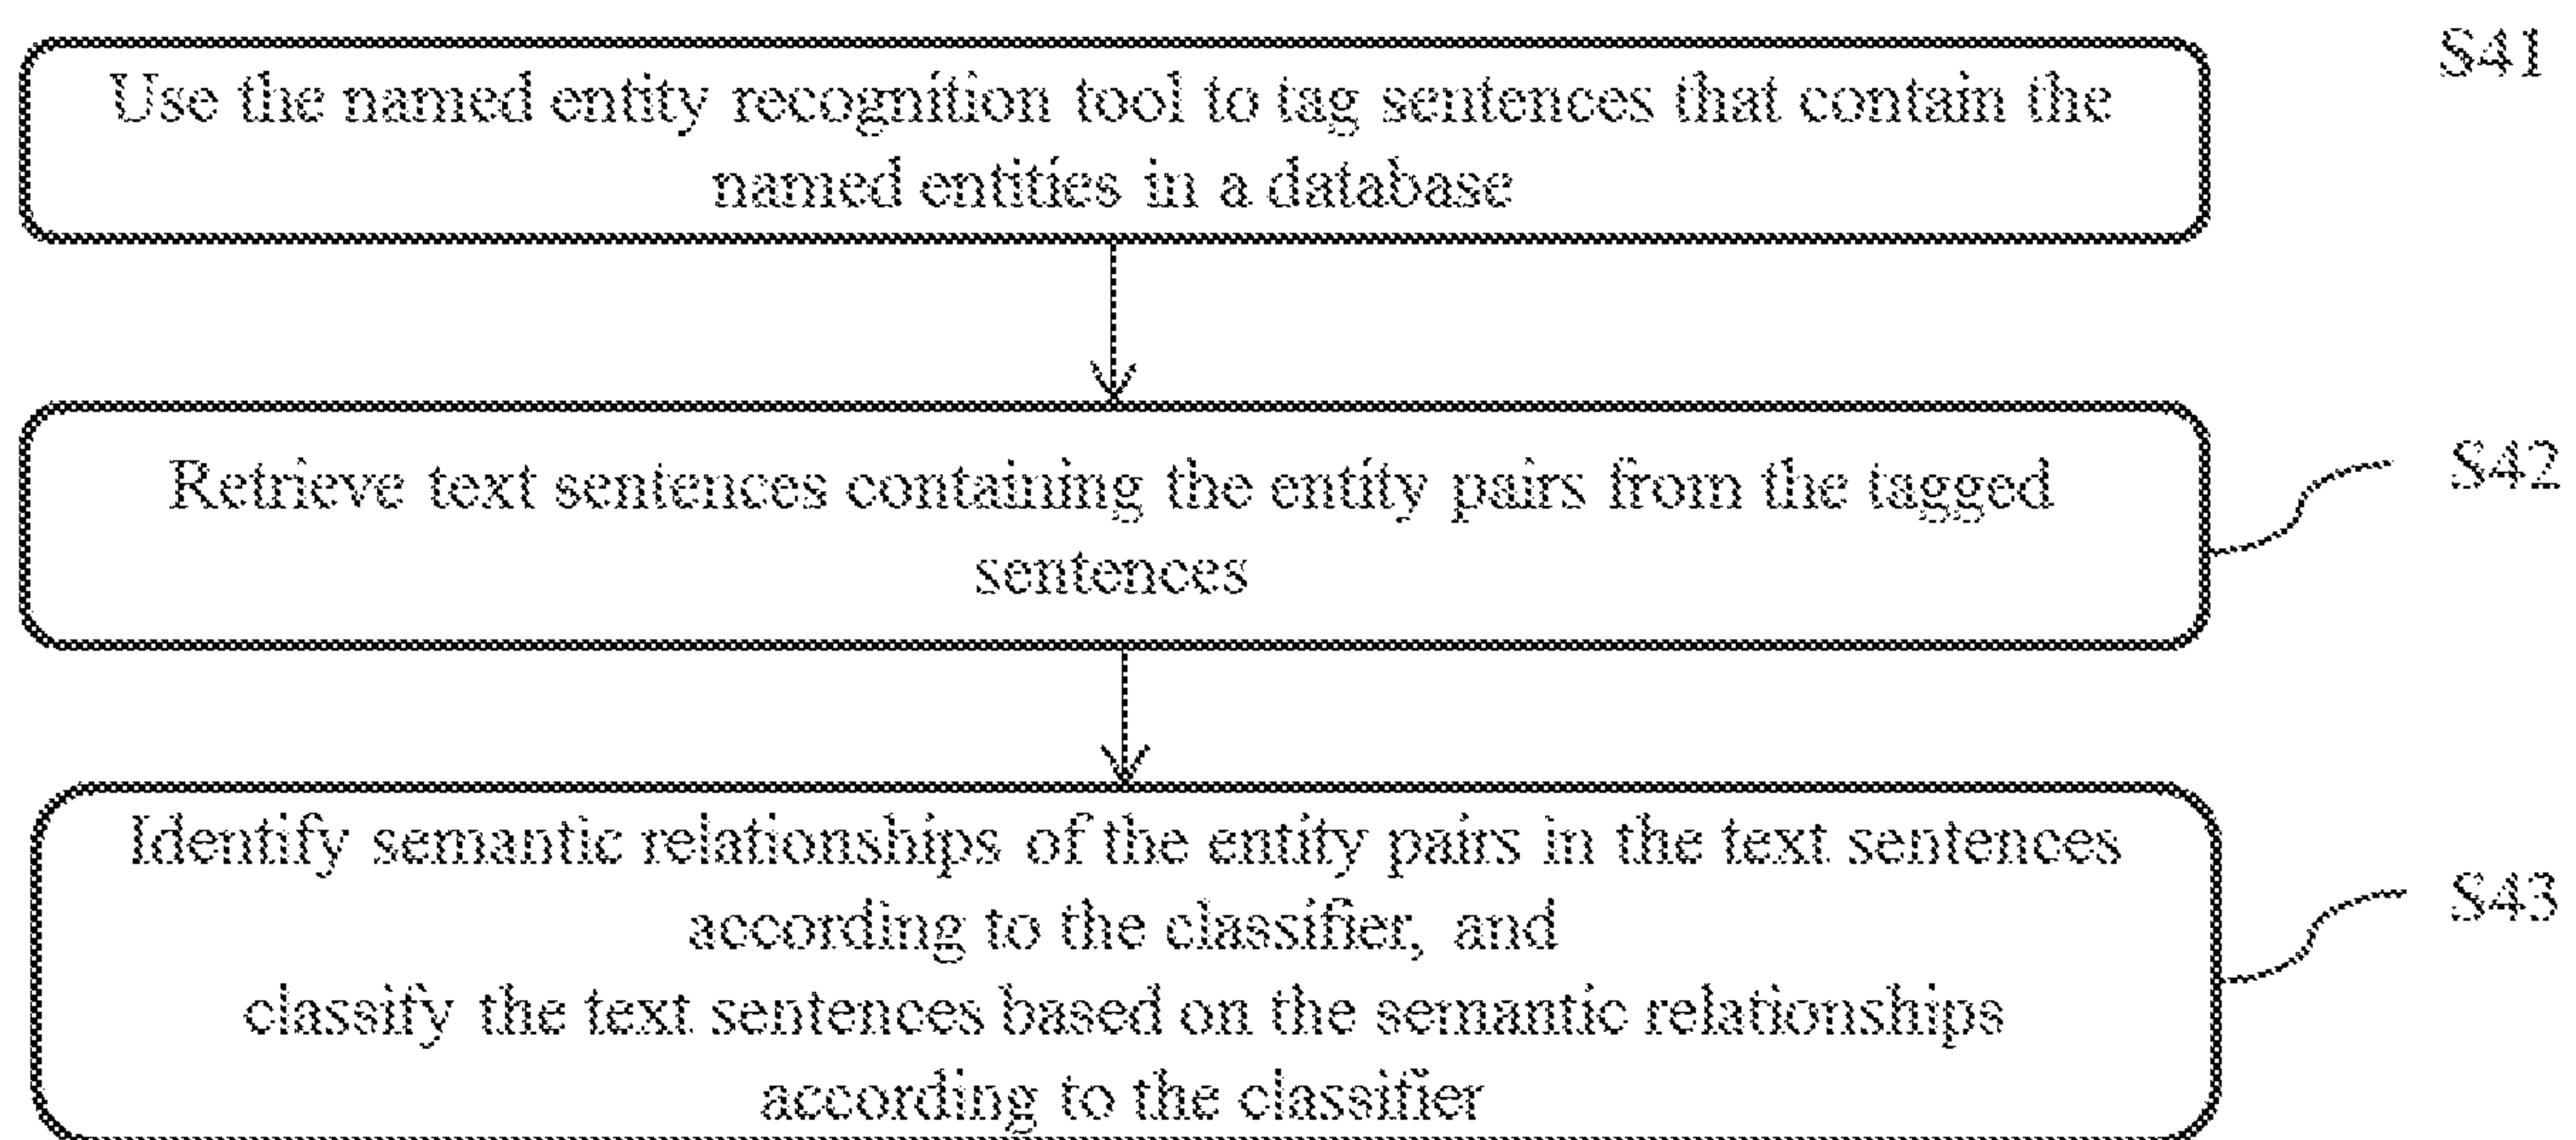 S41
Use the named entity recognition tool to tag sentences that contain the
named entities in a database
Retrieve text sentences containing the entity pairs from the tagged
sentences
S42
Identify semantic relationships of the entity pairs in the text sentences
according to the classifier, and
classify the text sentences based on the semantic relationships
according to the classifier
S43